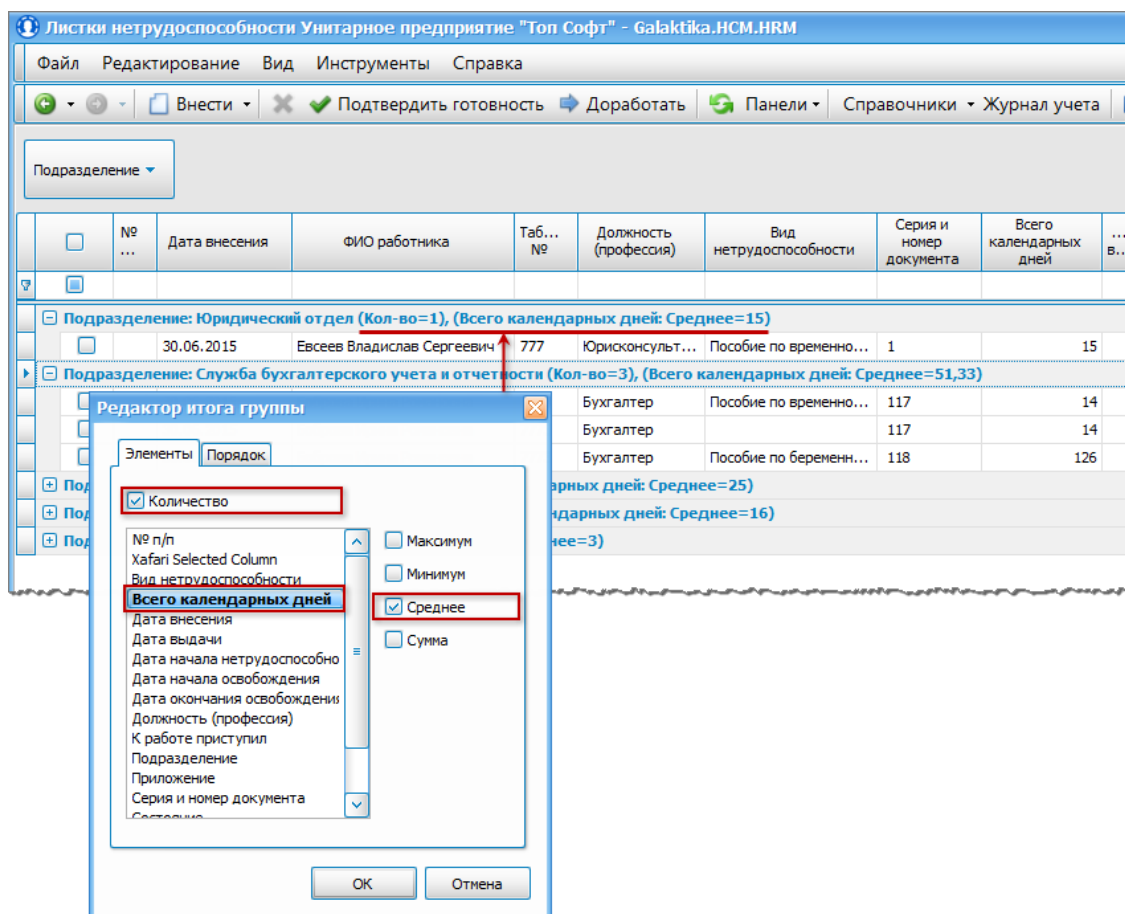 Листки нетрудоспособности Унитарное предприятие "Топ Софт" - Galaktika.HCM.HRM
Файл Редактирование Вид Инструменты Справка
Внести Подтвердить готовность Доработать Панели Справочники Журнал учета
Подразделение
№ ... Дата внесения ФИО работника Таб... № Должность (профессия) Вид нетрудоспособности Серия и номер документа Всего календарных дней ... в...
Подразделение: Юридический отдел (Кол-во=1), (Всего календарных дней: Среднее=15)
30.06.2015 Евсеев Владислав Сергеевич 777 Юрисконсульт... Пособие по временно... 1 15
Подразделение: Служба бухгалтерского учета и отчетности (Кол-во=3), (Всего календарных дней: Среднее=51,33)
Бухгалтер Пособие по временно... 117 14
Бухгалтер 117 14
Бухгалтер Пособие по беременн... 118 126
Под арных дней: Среднее=25)
Под ндарных дней: Среднее=16)
Под нее=3)
Редактор итога группы
Элементы Порядок
Количество
№ п/п
Xafari Selected Column
Вид нетрудоспособности
Всего календарных дней
Дата внесения
Дата выдачи
Дата начала нетрудоспособно
Дата начала освобождения
Дата окончания освобождения
Должность (профессия)
К работе приступил
Подразделение
Приложение
Серия и номер документа
Состояние
Максимум
Минимум
Среднее
Сумма
ОК Отмена